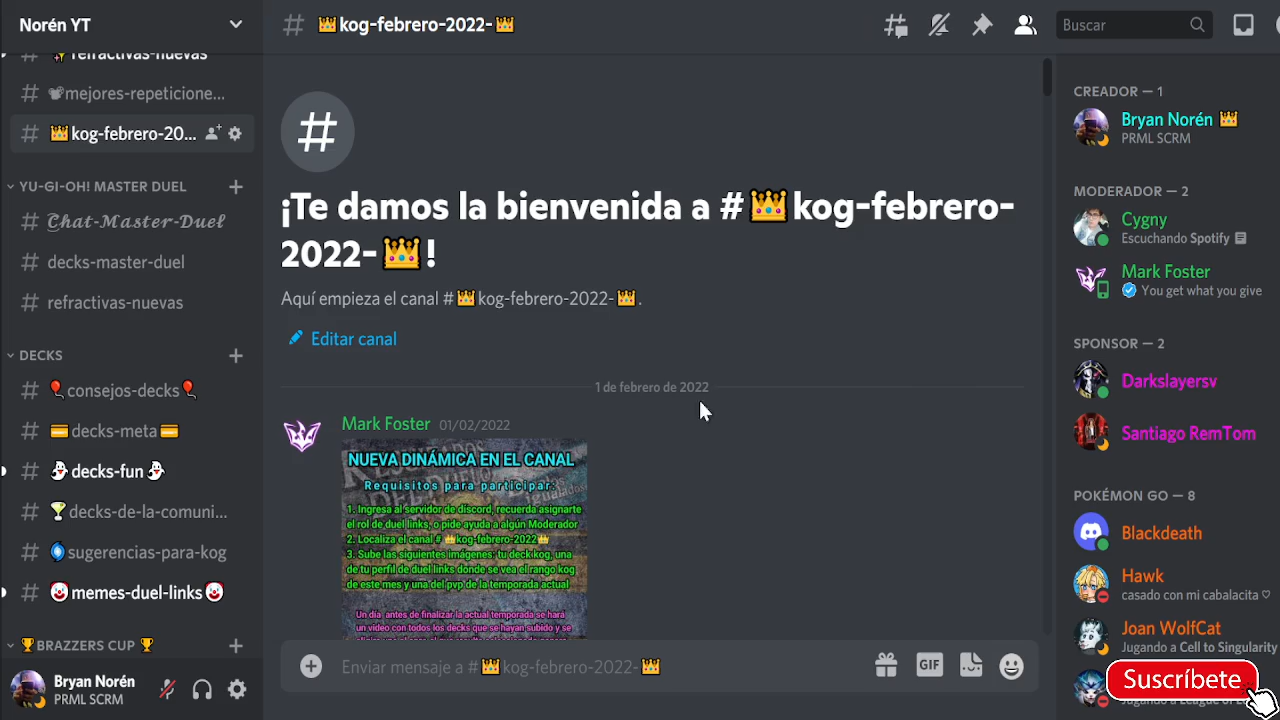 Norén YT
refractivas-nuevas
mejores-repeticione...
👑kog-febrero-20...
YU-GI-OH! MASTER DUEL
Chat-Master-Duel
decks-master-duel
refractivas-nuevas
DECKS
🎈consejos-decks🎈
💳decks-meta💳
👻decks-fun👻
🍸decks-de-la-comuni...
sugerencias-para-kog
🤡memes-duel-links🤡
🏆BRAZZERS CUP 🏆
Bryan Norén
PRML SCRM
# 👑kog-febrero-2022-👑
Buscar
#
¡Te damos la bienvenida a #👑kog-febrero-
2022-👑!
Aquí empieza el canal #👑kog-febrero-2022-👑.
Editar canal
1 de febrero de 2022
Mark Foster 01/02/2022
NUEVA DINÁMICA EN EL CANAL
Requisitos para participar:
1. Ingresa al servidor de discord, recuerda asignarte
el rol de duel links, o pide ayuda a algún Moderador
2. Localiza el canal # 👑kog-febrero-2022👑
3. Sube las siguientes imágenes: tu deck kog, una
de tu perfil de duel links donde se vea el rango kog
de este mes y una del pvp de la temporada actual
Un día antes de finalizar la actual temporada se hará
un video con todos los decks que se hayan subido y se
Enviar mensaje a #👑kog-febrero-2022-👑
GIF
CREADOR — 1
Bryan Norén 👑
PRML SCRM
MODERADOR — 2
Cygny
Escuchando Spotify
Mark Foster
You get what you give
SPONSOR — 2
Darkslayersv
Santiago RemTom
POKÉMON GO — 8
Blackdeath
Hawk
casado con mi cabalacita ♡
Joan WolfCat
Jugando a Cell to Singularity
Suscríbete